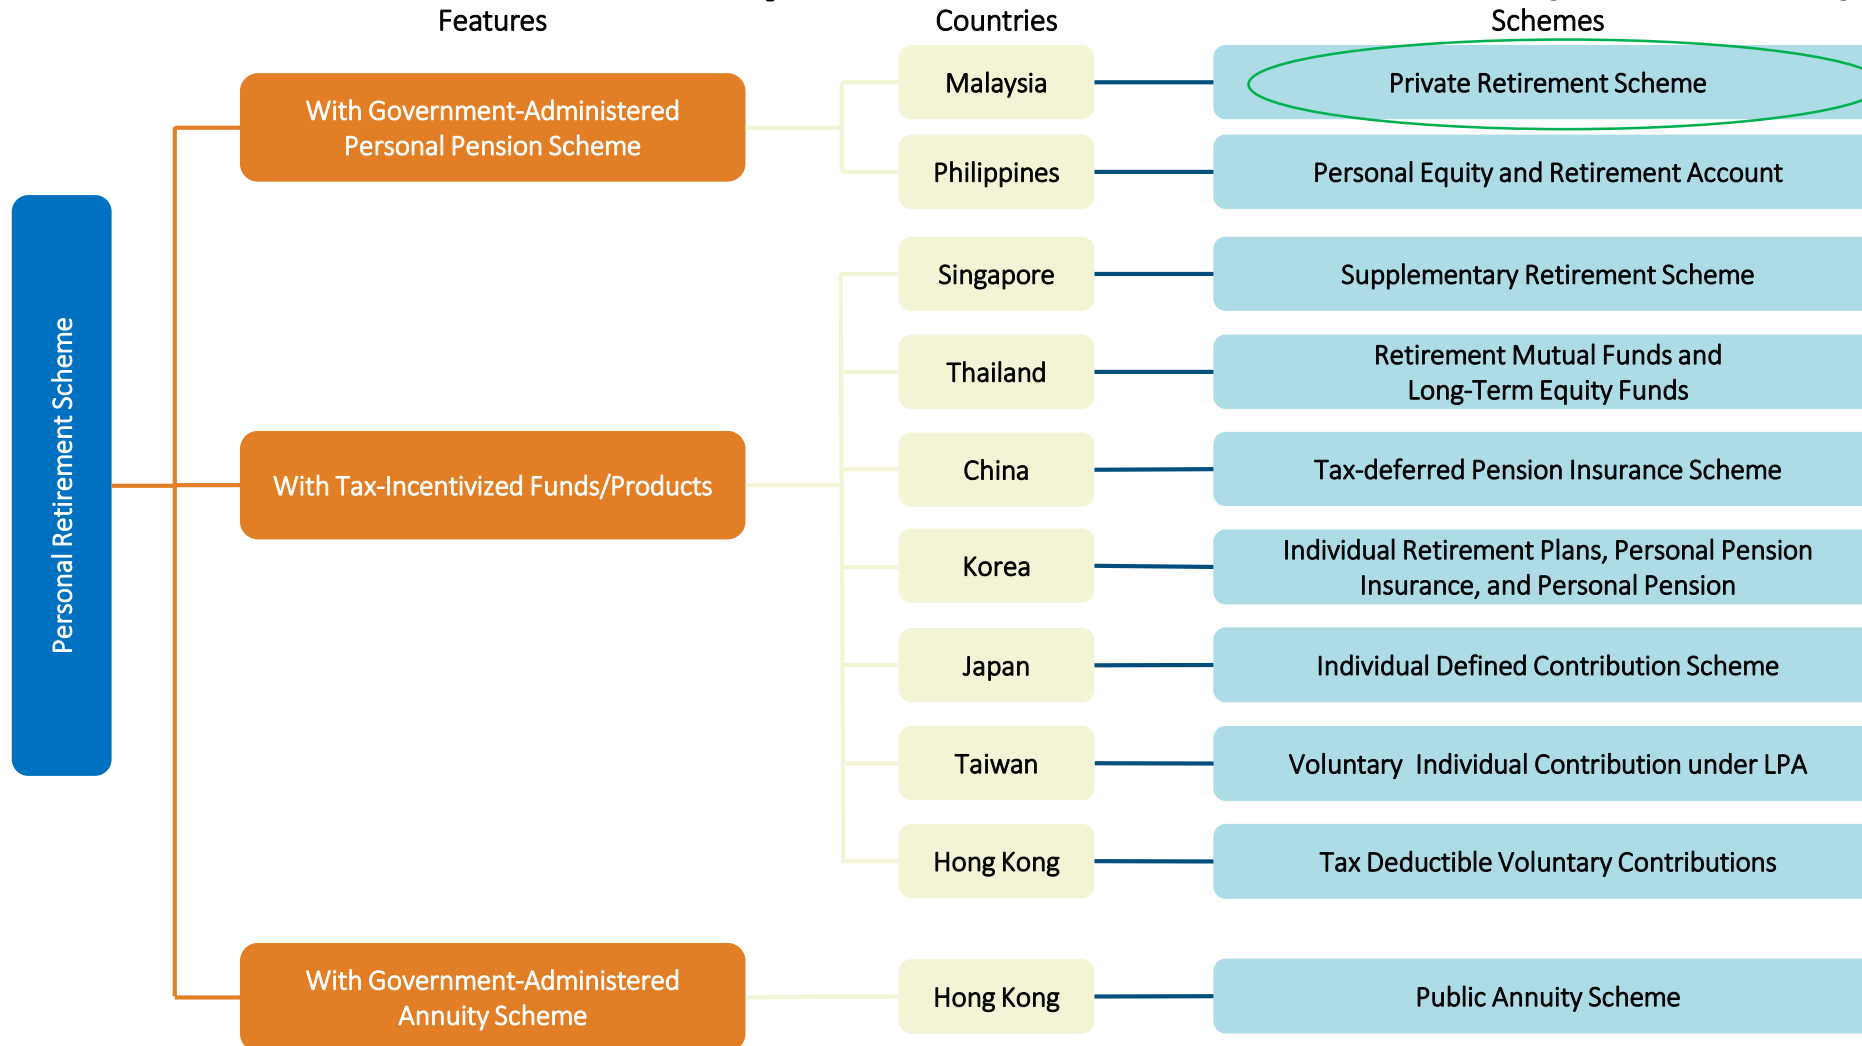 Features
Countries
Schemes
Personal Retirement Scheme
With Government-Administered
Personal Pension Scheme
Malaysia
Private Retirement Scheme
Philippines
Personal Equity and Retirement Account
With Tax-Incentivized Funds/Products
Singapore
Supplementary Retirement Scheme
Thailand
Retirement Mutual Funds and
Long-Term Equity Funds
China
Tax-deferred Pension Insurance Scheme
Korea
Individual Retirement Plans, Personal Pension
Insurance, and Personal Pension
Japan
Individual Defined Contribution Scheme
Taiwan
Voluntary Individual Contribution under LPA
Hong Kong
Tax Deductible Voluntary Contributions
With Government-Administered
Annuity Scheme
Hong Kong
Public Annuity Scheme